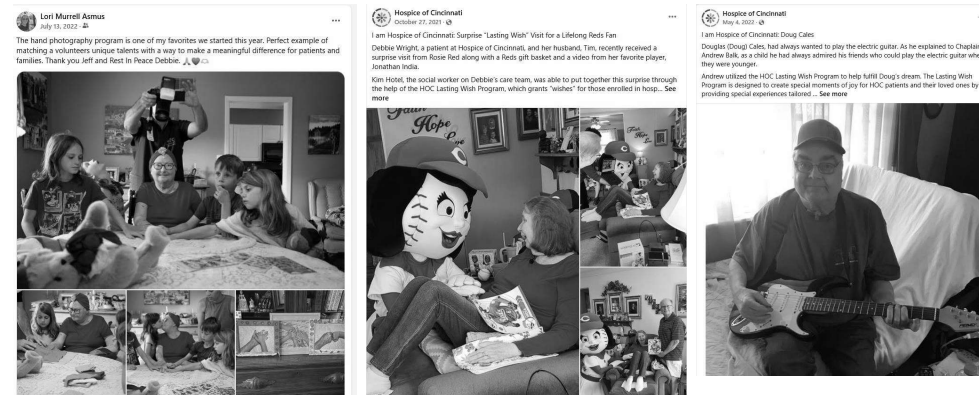 Lori Murrell Asmus
July 13, 2022 ·
The hand photography program is one of my favorites we started this year. Perfect example of
matching a volunteers unique talents with a way to make a meaningful difference for patients and
families. Thank you Jeff and Rest In Peace Debbie.
Hospice of Cincinnati
October 27, 2021 ·
I am Hospice of Cincinnati: Surprise "Lasting Wish" Visit for a Lifelong Reds Fan
Debbie Wright, a patient at Hospice of Cincinnati, and her husband, Tim, recently received a
surprise visit from Rosie Red along with a Reds gift basket and a video from her favorite player,
Jonathan India.
Kim Hotel, the social worker on Debbie's care team, was able to put together this surprise through
the help of the HOC Lasting Wish Program, which grants "wishes" for those enrolled in hosp... See
more
Faith
Hope
Love
Hospice of Cincinnati
May 4, 2022 ·
I am Hospice of Cincinnati: Doug Cales
Douglas (Doug) Cales, had always wanted to play the electric guitar. As he explained to Chaplain
Andrew Balk, as a child he had always admired his friends who could play the electric guitar
they were younger.
Andrew utilized the HOC Lasting Wish Program to help fulfill Doug's dream. The Lasting Wish
Program is designed to create special moments of joy for HOC patients and their loved ones by
providing special experiences tailored ... See more